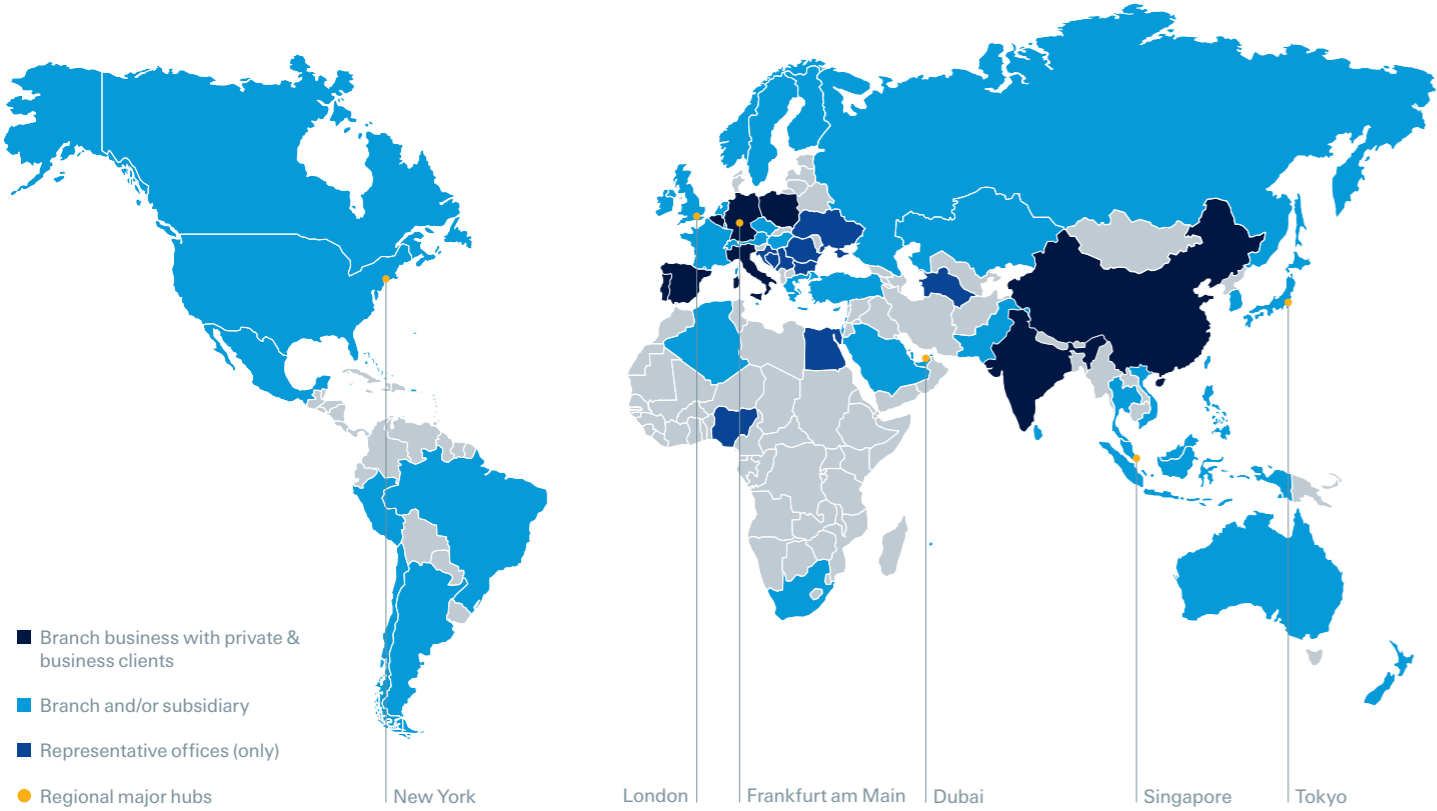 Branch business with private &
business clients
Branch and/or subsidiary
Representative offices (only)
Regional major hubs
New York
London
Frankfurt am Main
Dubai
Singapore
Tokyo